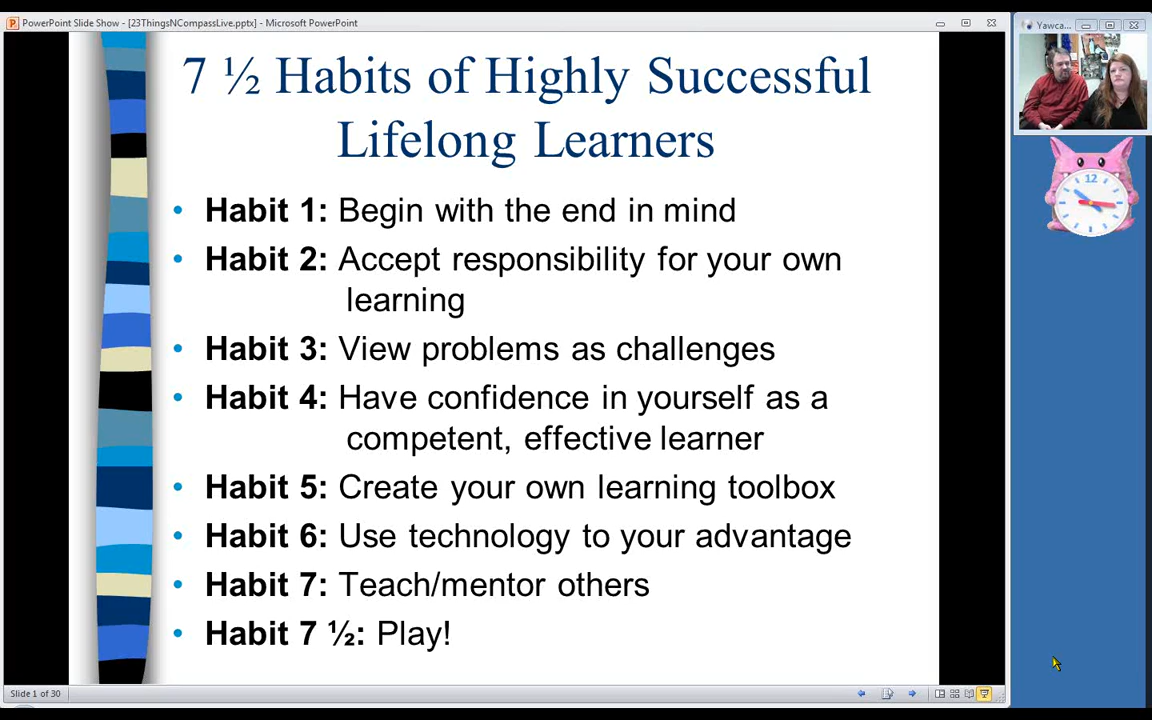 PowerPoint Slide Show - [23ThingsNCompassLive.pptx] - Microsoft PowerPoint
Yawca...
7 ½ Habits of Highly Successful
Lifelong Learners
12
• Habit 1: Begin with the end in mind
• Habit 2: Accept responsibility for your own
learning
• Habit 3: View problems as challenges
• Habit 4: Have confidence in yourself as a
competent, effective learner
• Habit 5: Create your own learning toolbox
• Habit 6: Use technology to your advantage
• Habit 7: Teach/mentor others
• Habit 7 ½: Play!
Slide 1 of 30